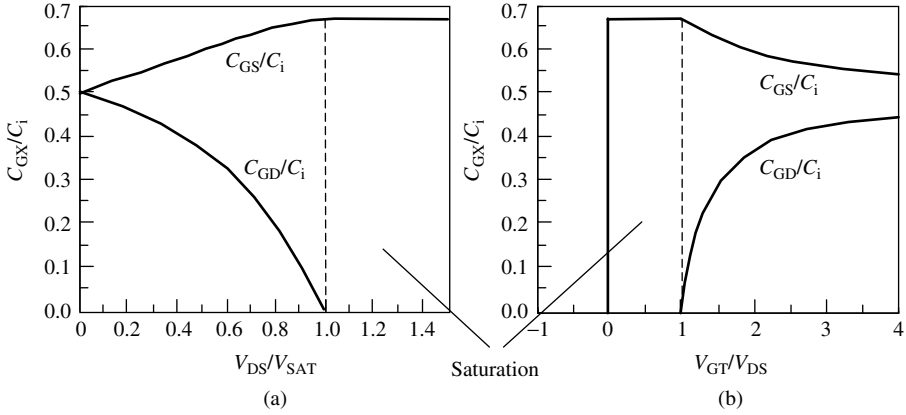 0.7
0.6
0.5
0.4
0.3
0.2
0.1
0.0
C_GX/C_i
C_GS/C_i
C_GD/C_i
0 0.2 0.4 0.6 0.8 1.0 1.2 1.4
V_DS/V_SAT
(a)
Saturation
0.7
0.6
0.5
0.4
0.3
0.2
0.1
0.0
C_GX/C_i
C_GS/C_i
C_GD/C_i
−1 0 1 2 3 4
V_GT/V_DS
(b)